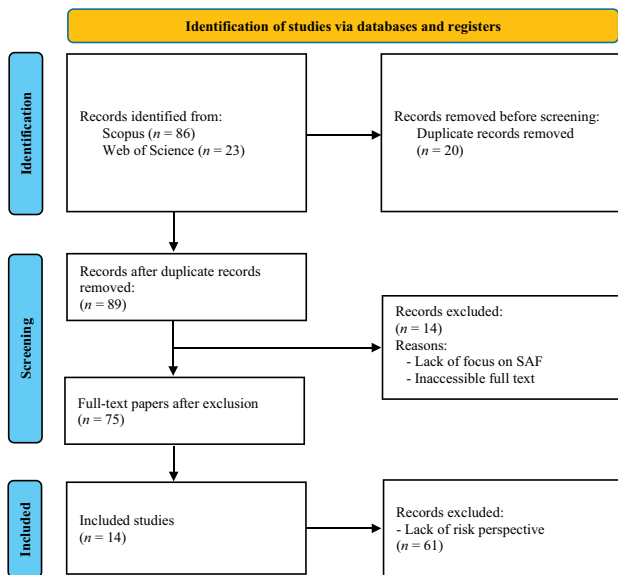 Identification of studies via databases and registers
Identification
Records identified from:
Scopus (n = 86)
Web of Science (n = 23)
Records removed before screening:
Duplicate records removed
(n = 20)
Screening
Records after duplicate records
removed:
(n = 89)
Records excluded:
(n = 14)
Reasons:
- Lack of focus on SAF
- Inaccessible full text
Full-text papers after exclusion
(n = 75)
Included
Included studies
(n = 14)
Records excluded:
- Lack of risk perspective
(n = 61)